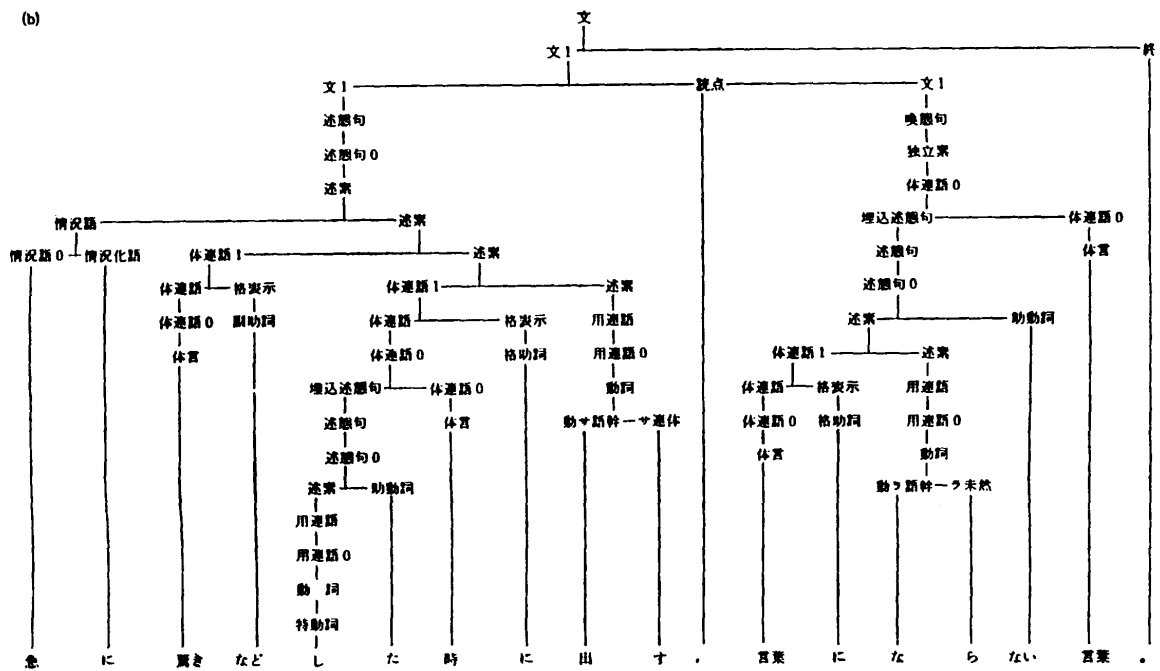 (b)
文
文1 終
文1 読点 文1
述態句 喚態句
述態句0 独立素
述素 体連語0
情況語 述素 埋込述態句 体連語0
情況語0 情況化語 体連語1 述素 述態句 体言
体連語 格表示 体連語1 述素 述態句0
体連語0 副助詞 体連語 格表示 用連語 述素 助動詞
体言 体連語0 格助詞 用連語0 体連語1 述素
埋込述態句 体連語0 動詞 体連語 格表示 用連語
述態句 体言 動サ語幹 サ連体 体連語0 格助詞 用連語0
述態句0 体言 動詞
述素 助動詞 動ラ語幹 ラ未然
用連語
用連語0
動 詞
特動詞
急 に 驚き など し た 時 に 出 す , 言葉 に な ら ない 言葉 。